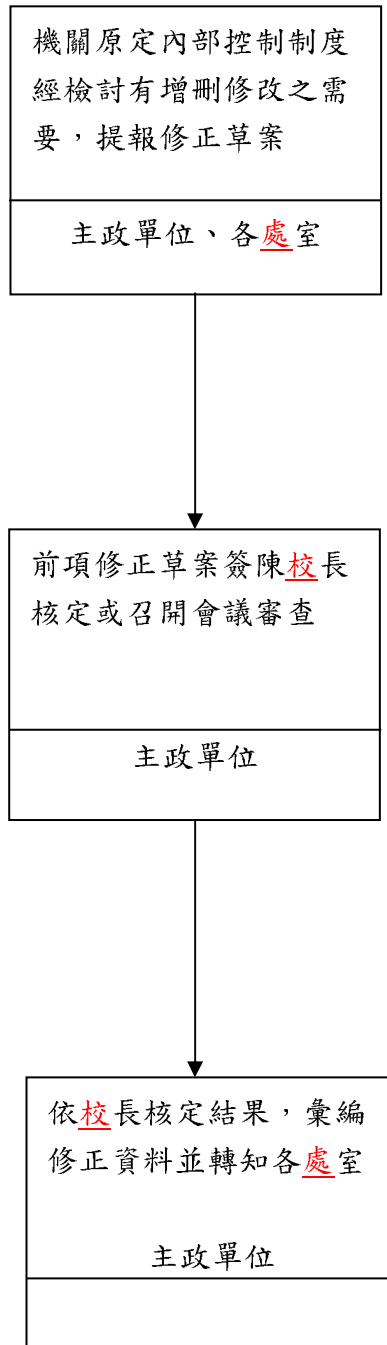 機關原定內部控制制度
經檢討有增刪修改之需
要，提報修正草案
主政單位、各處室
前項修正草案簽陳校長
核定或召開會議審查
主政單位
依校長核定結果，彙編
修正資料並轉知各處室
主政單位